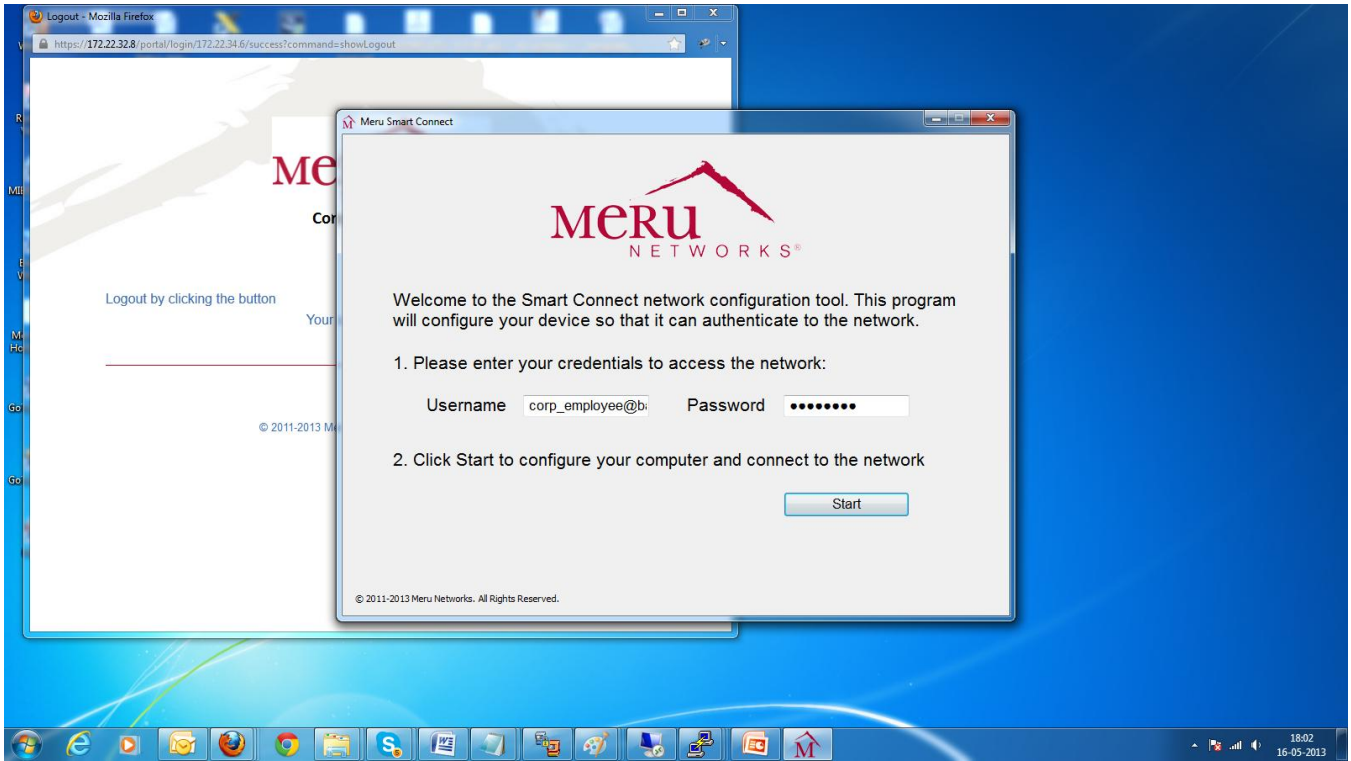 Logout - Mozilla Firefox
https://172.22.32.8/portal/login/172.22.34.6/success?command=showLogout
Me
Cor
Logout by clicking the button
Your
© 2011-2013 Me
Meru Smart Connect
MeRU
NETWORKS®
Welcome to the Smart Connect network configuration tool. This program
will configure your device so that it can authenticate to the network.
1. Please enter your credentials to access the network:
Username corp_employee@ba Password ●●●●●●●●
2. Click Start to configure your computer and connect to the network
Start
© 2011-2013 Meru Networks. All Rights Reserved.
18:02
16-05-2013